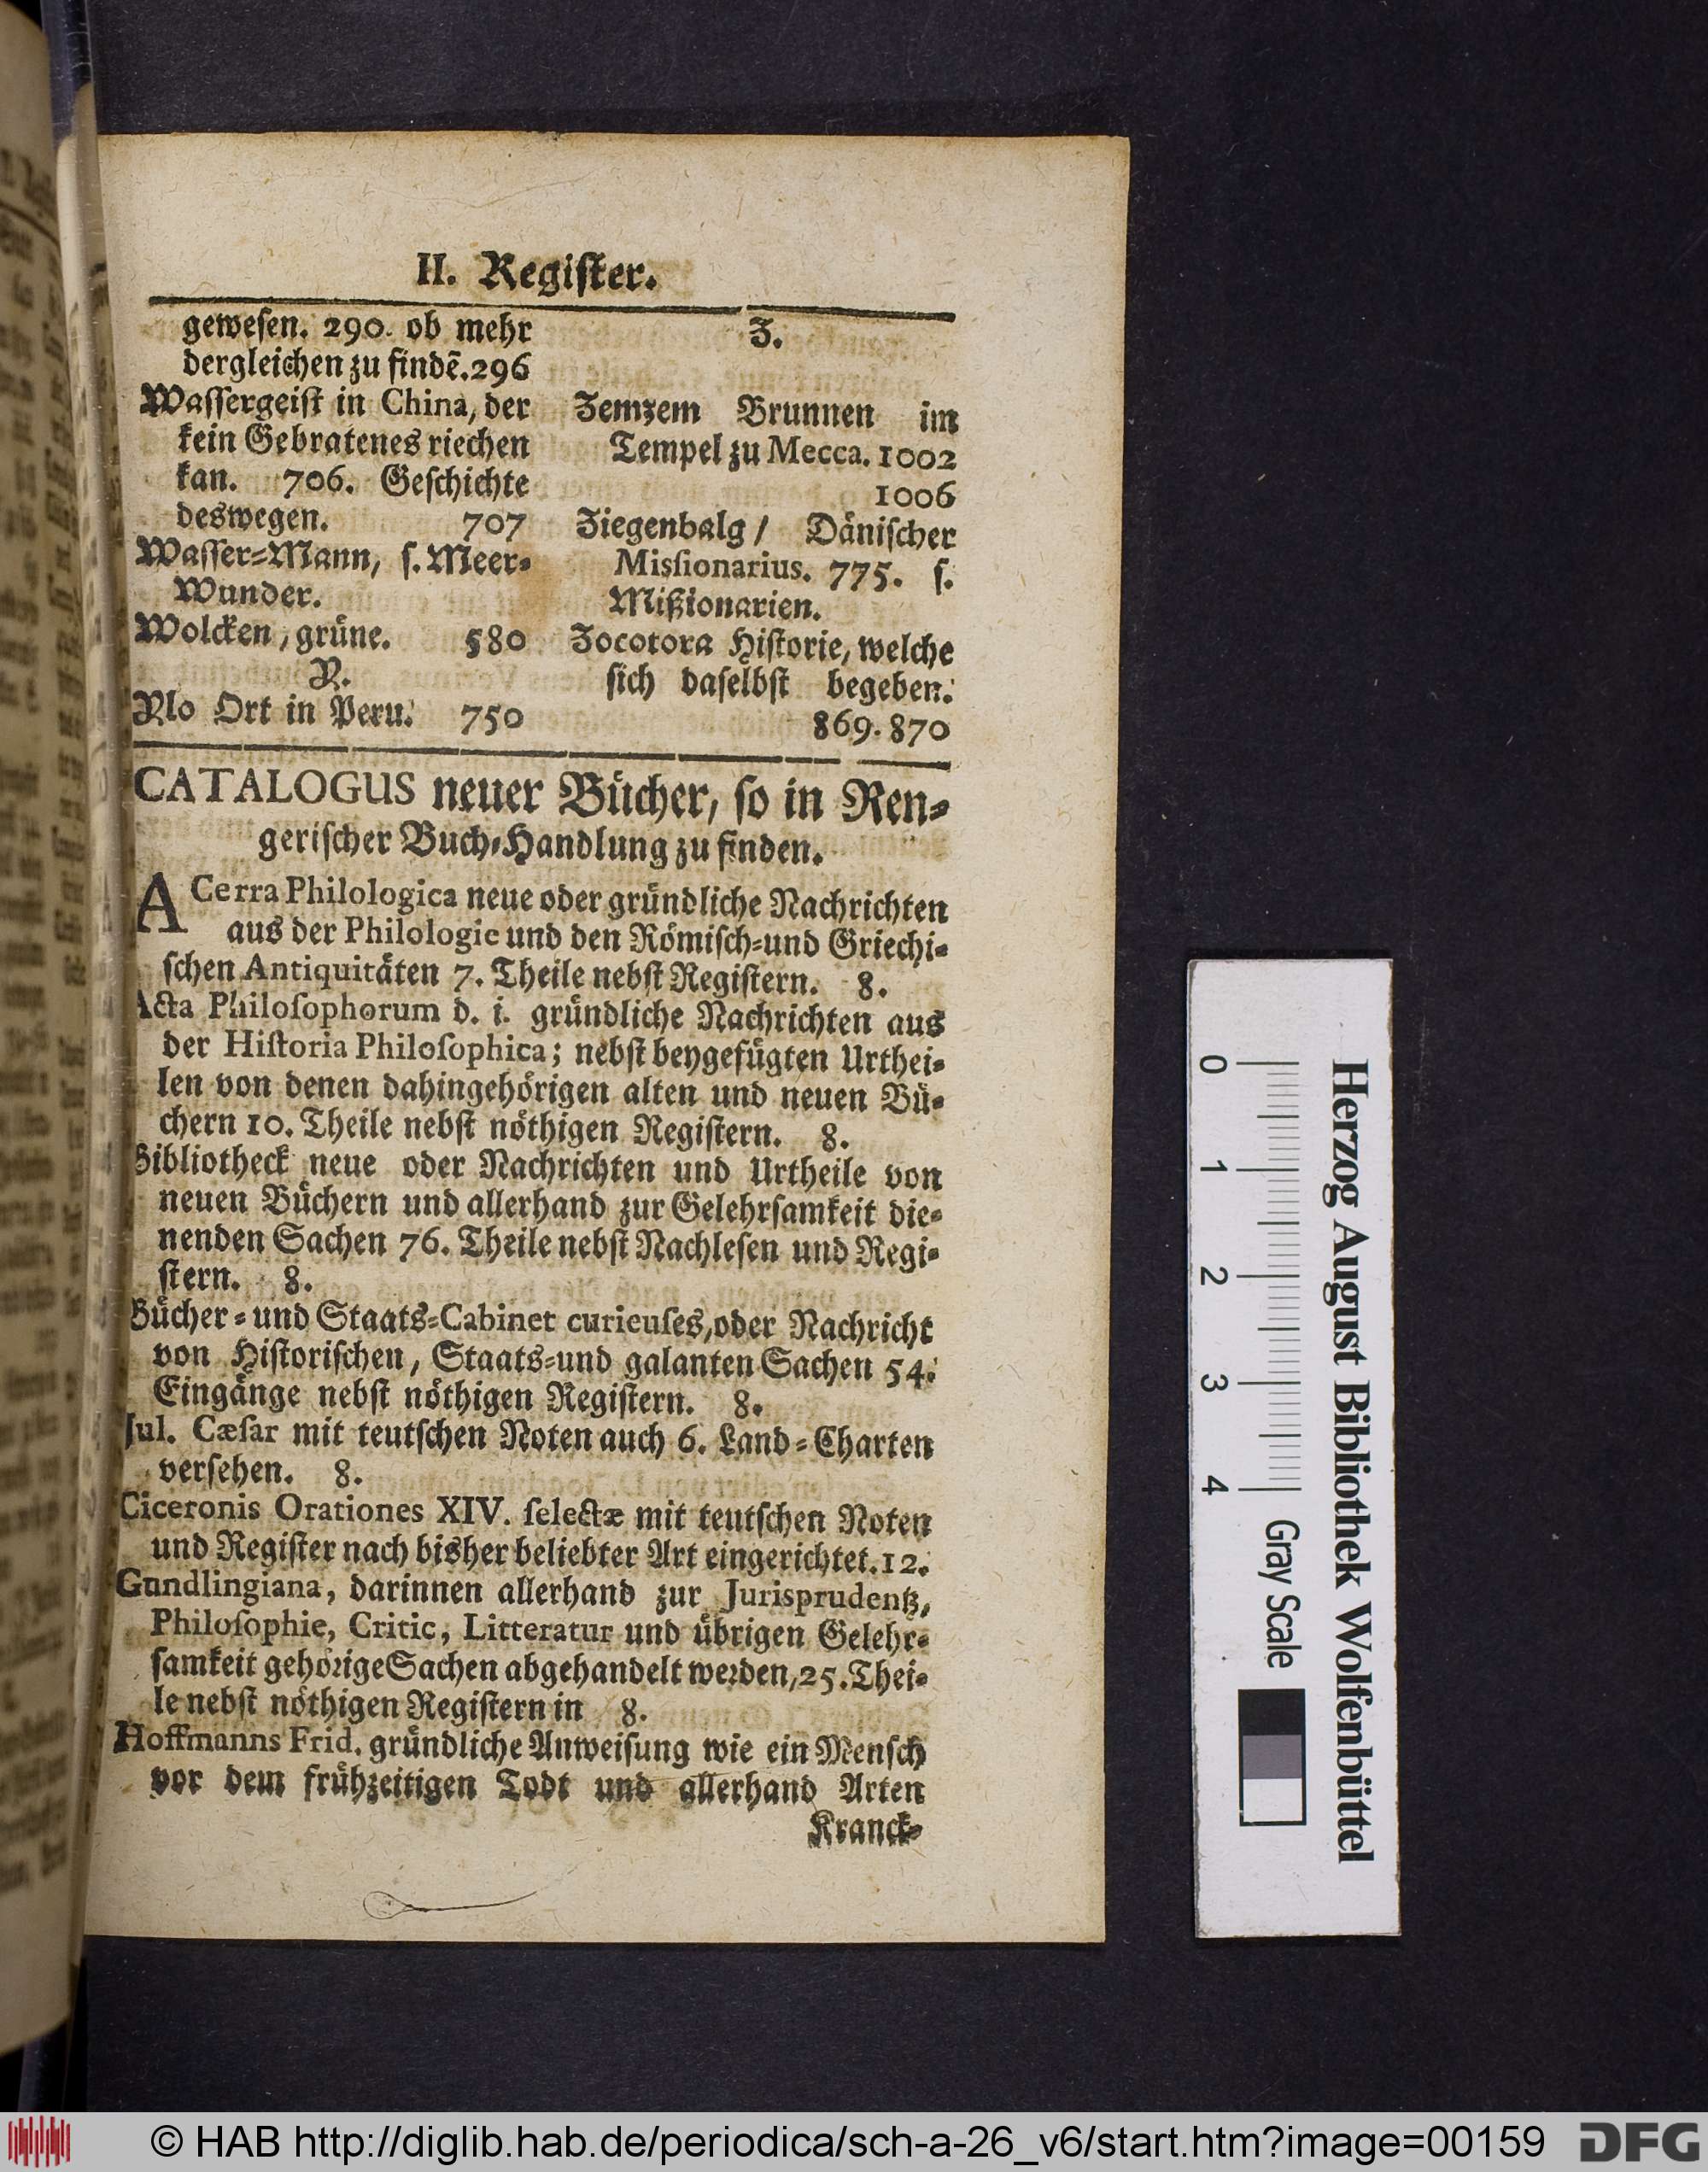 II. Register.
gewesen. 290. ob mehr
dergleichen zu findẽ. 296
Wassergeist in China, der
kein Gebratenes riechen
kan. 706. Geschichte
deswegen. 707
Wasser-Mann, s. Meer-
Wunder.
Wolcken, grüne. 580
Y.
Ylo Ort in Peru. 750
Z.
Zemzem Brunnen im
Tempel zu Mecca. 1002
1006
Ziegenbalg / Dänischer
Missionarius. 775. s.
Mißionarien.
Zocotora Historie, welche
sich daselbst begeben.
869. 870
CATALOGUS neuer Bücher, so in Ren-
gerischer Buch-Handlung zu finden.
ACerra Philologica neue oder gründliche Nachrichten
aus der Philologie und den Römisch-und Griechi-
schen Antiquitäten 7. Theile nebst Registern. 8.
Acta Philosophorum d. i. gründliche Nachrichten aus
der Historia Philosophica; nebst beygefügten Urthei-
len von denen dahingehörigen alten und neuen Bü-
chern 10. Theile nebst nöthigen Registern. 8.
Bibliotheck neue oder Nachrichten und Urtheile von
neuen Büchern und allerhand zur Gelehrsamkeit die-
nenden Sachen 76. Theile nebst Nachlesen und Regi-
stern. 8.
Bücher-und Staats-Cabinet curieuses, oder Nachricht
von Historischen, Staats-und galanten Sachen 54.
Eingänge nebst nöthigen Registern. 8.
Jul. Cæsar mit teutschen Noten auch 6. Land-Charten
versehen. 8.
Ciceronis Orationes XIV. selectæ mit teutschen Noten
und Register nach bisher beliebter Art eingerichtet. 12.
Gundlingiana, darinnen allerhand zur Jurisprudentz,
Philosophie, Critic, Litteratur und übrigen Gelehr-
samkeit gehörige Sachen abgehandelt werden, 25. Thei-
le nebst nöthigen Registern in 8.
Hoffmanns Frid. gründliche Anweisung wie ein Mensch
vor dem frühzeitigen Todt und allerhand Arten
Kranck-
Herzog August Bibliothek Wolfenbüttel
0 1 2 3 4 Gray Scale
© HAB http://diglib.hab.de/periodica/sch-a-26_v6/start.htm?image=00159
DFG